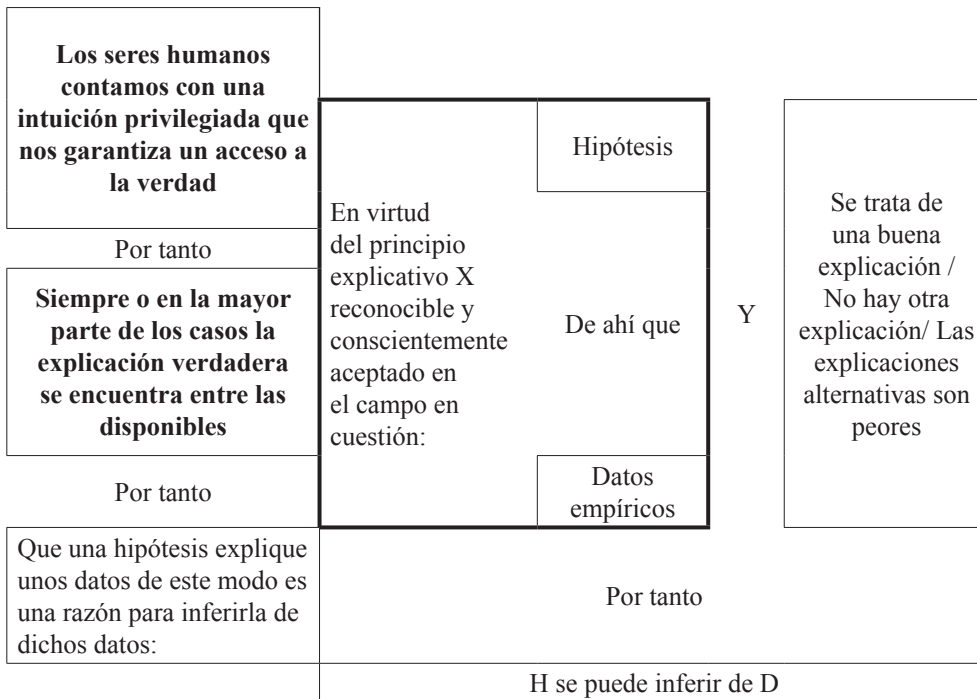 Los seres humanos
contamos con una
intuición privilegiada que
nos garantiza un acceso a
la verdad
Por tanto
Siempre o en la mayor
parte de los casos la
explicación verdadera
se encuentra entre las
disponibles
Por tanto
Que una hipótesis explique
unos datos de este modo es
una razón para inferirla de
dichos datos:
En virtud
del principio
explicativo X
reconocible y
conscientemente
aceptado en
el campo en
cuestión:
Hipótesis
De ahí que
Datos
empíricos
Y
Se trata de
una buena
explicación /
No hay otra
explicación/ Las
explicaciones
alternativas son
peores
Por tanto
H se puede inferir de D